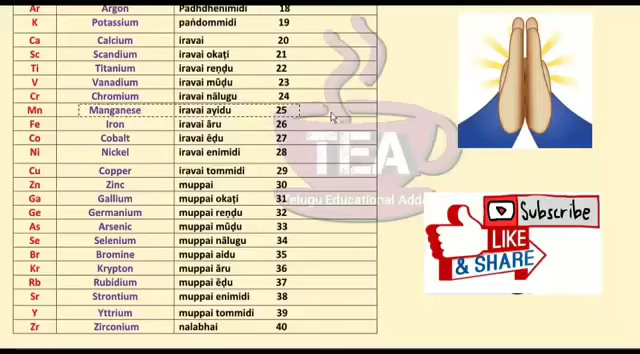 Ar Argon Padhdhenimidi 18
K Potassium paṅdommidi 19
Ca Calcium iravai 20
Sc Scandium iravai okaṭi 21
Ti Titanium iravai reṇḍu 22
V Vanadium iravai mūḍu 23
Cr Chromium iravai nālugu 24
Mn Manganese iravai ayidu 25
Fe Iron iravai āru 26
Co Cobalt iravai ēḍu 27
Ni Nickel iravai enimidi 28
Cu Copper iravai tommidi 29
Zn Zinc muppai 30
Ga Gallium muppai okaṭi 31
Ge Germanium muppai reṇḍu 32
As Arsenic muppai mūḍu 33
Se Selenium muppai nālugu 34
Br Bromine muppai aidu 35
Kr Krypton muppai āru 36
Rb Rubidium muppai ēḍu 37
Sr Strontium muppai enimidi 38
Y Yttrium muppai tommidi 39
Zr Zirconium nalabhai 40
TEA
Telugu Educational
Subscribe
LIKE
& SHARE